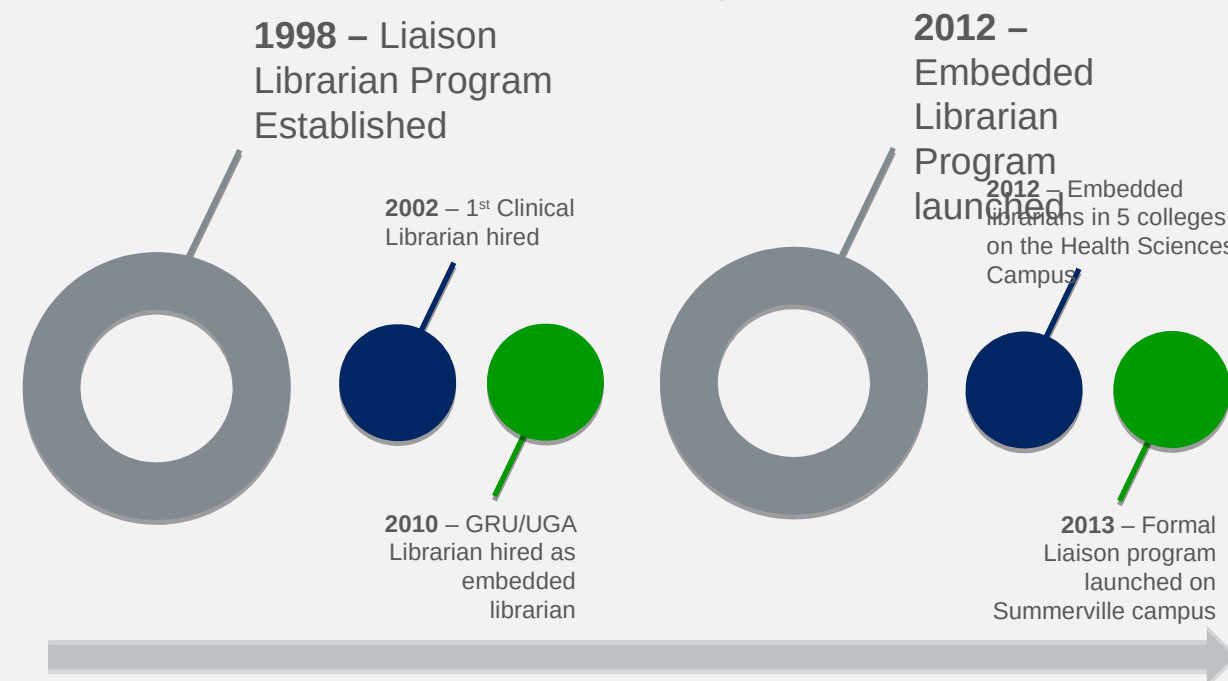 1998 – Liaison
Librarian Program
Established
2002 – 1st Clinical
Librarian hired
2010 – GRU/UGA
Librarian hired as
embedded
librarian
2012 –
Embedded
Librarian
Program
launched
2012 – Embedded
librarians in 5 colleges
on the Health Sciences
Campus
2013 – Formal
Liaison program
launched on
Summerville campus